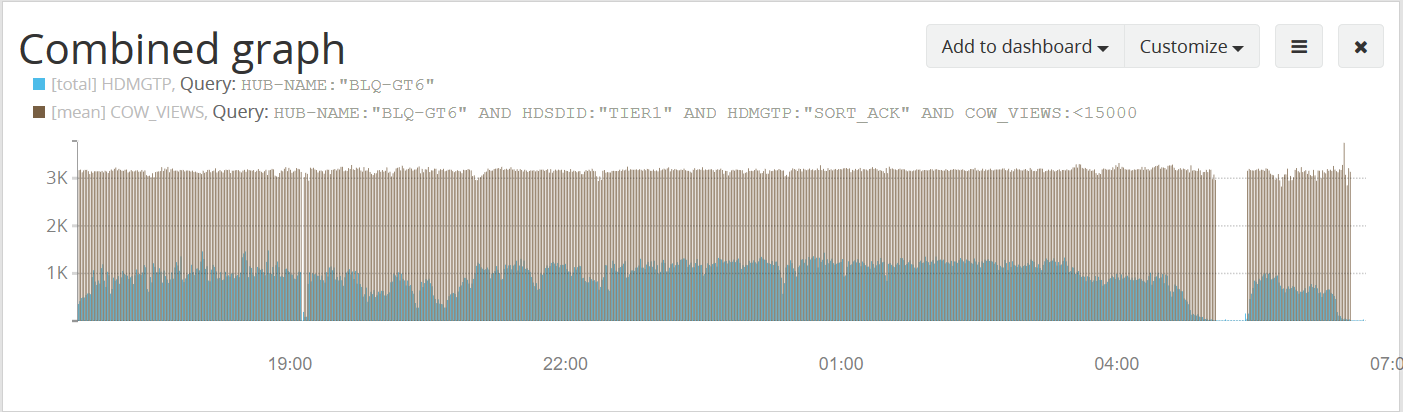 Combined graph
Add to dashboard Customize
[total] HDMGTP, Query: HUB-NAME:"BLQ-GT6"
[mean] COW_VIEWS, Query: HUB-NAME:"BLQ-GT6" AND HDSDID:"TIER1" AND HDMGTP:"SORT_ACK" AND COW_VIEWS:<15000
3K
2K
1K
19:00 22:00 01:00 04:00 07:0